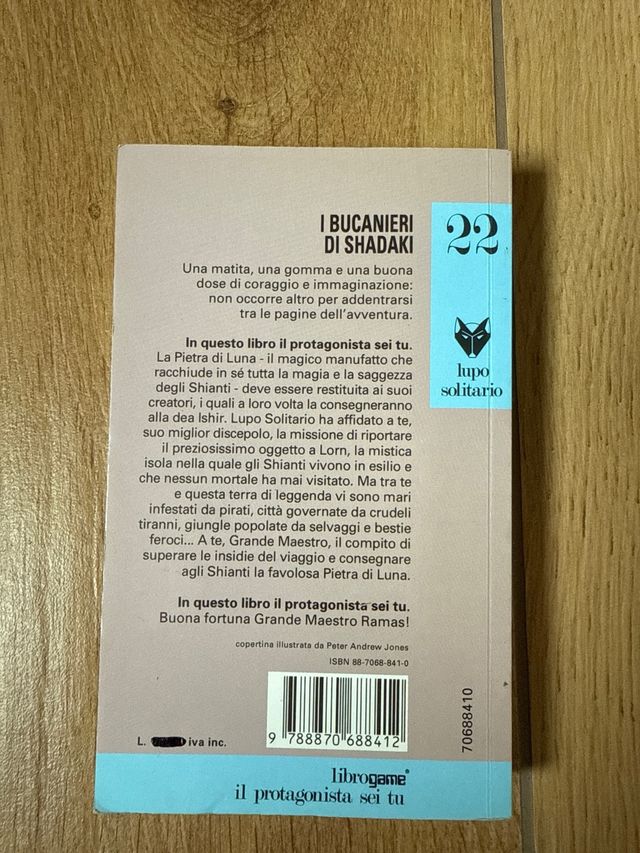 I BUCANIERI
DI SHADAKI
Una matita, una gomma e una buona
dose di coraggio e immaginazione:
non occorre altro per addentrarsi
tra le pagine dell'avventura.
In questo libro il protagonista sei tu.
La Pietra di Luna - il magico manufatto che
racchiude in sé tutta la magia e la saggezza
degli Shianti - deve essere restituita ai suoi
creatori, i quali a loro volta la consegneranno
alla dea Ishir. Lupo Solitario ha affidato a te,
suo miglior discepolo, la missione di riportare
il preziosissimo oggetto a Lorn, la mistica
isola nella quale gli Shianti vivono in esilio e
che nessun mortale ha mai visitato. Ma tra te
e questa terra di leggenda vi sono mari
infestati da pirati, città governate da crudeli
tiranni, giungle popolate da selvaggi e bestie
feroci... A te, Grande Maestro, il compito di
superare le insidie del viaggio e consegnare
agli Shianti la favolosa Pietra di Luna.
In questo libro il protagonista sei tu.
Buona fortuna Grande Maestro Ramas!
copertina illustrata da Peter Andrew Jones
ISBN 88-7068-841-0
9 788870 688412
L. iva inc.
70688410
22
lupo
solitario
librogame®
il protagonista sei tu